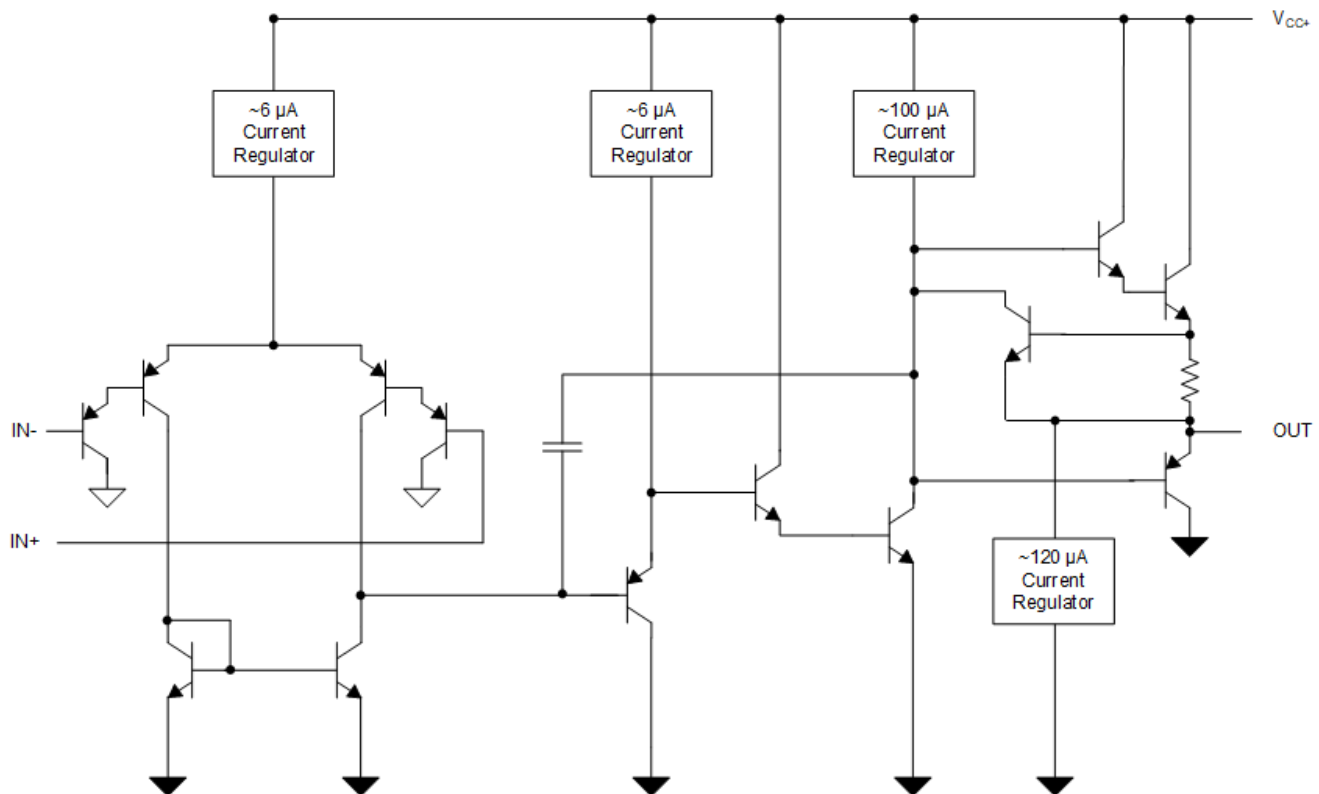 V_CC+
~6 µA
Current
Regulator
~6 µA
Current
Regulator
~100 µA
Current
Regulator
IN-
OUT
IN+
~120 µA
Current
Regulator